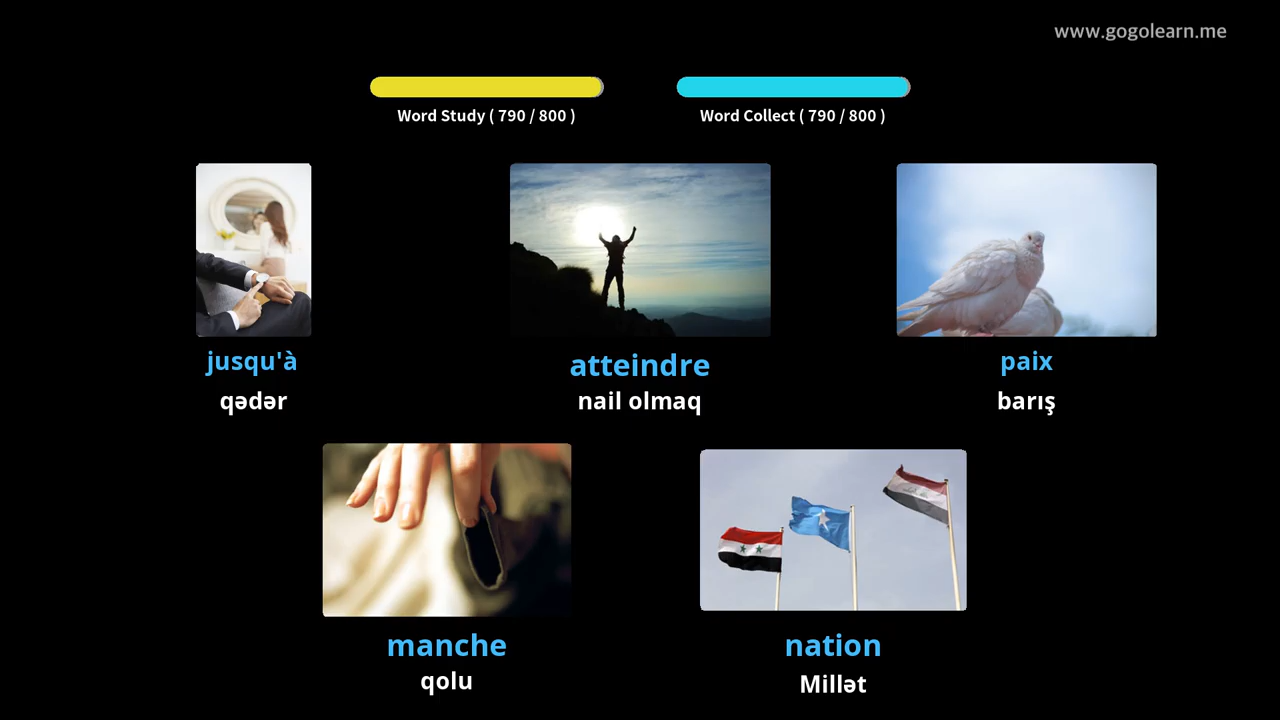 www.gogolearn.me
Word Study ( 790 / 800 )
Word Collect ( 790 / 800 )
jusqu'à
qədər
atteindre
nail olmaq
paix
barış
manche
qolu
nation
Millət